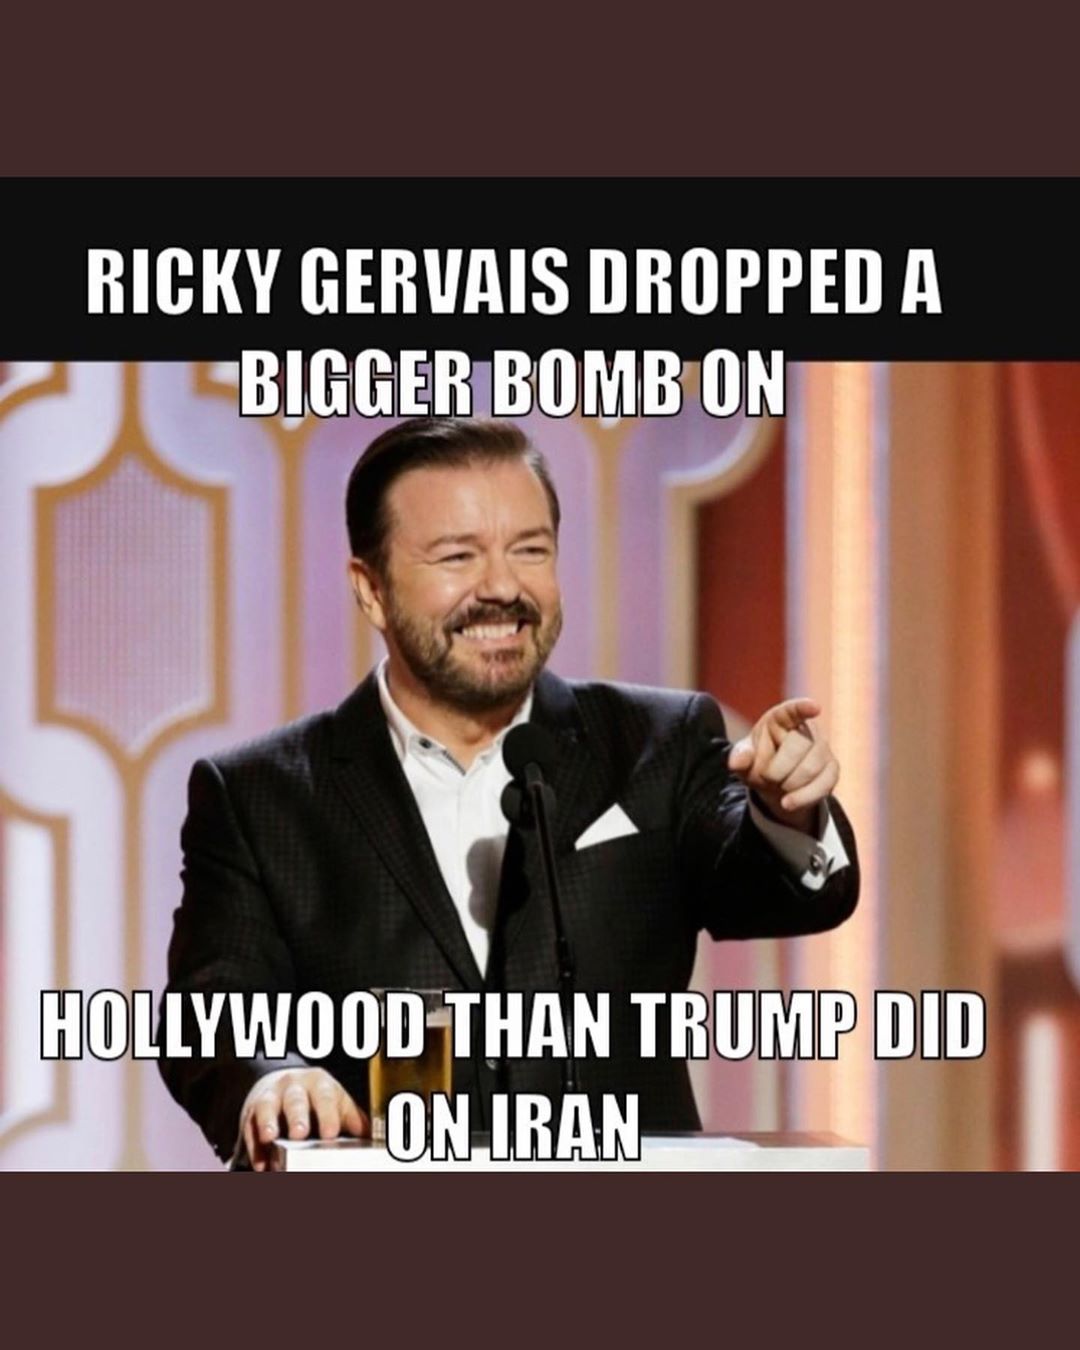 RICKY GERVAIS DROPPED A
BIGGER BOMB ON
HOLLYWOOD THAN TRUMP DID
ON IRAN